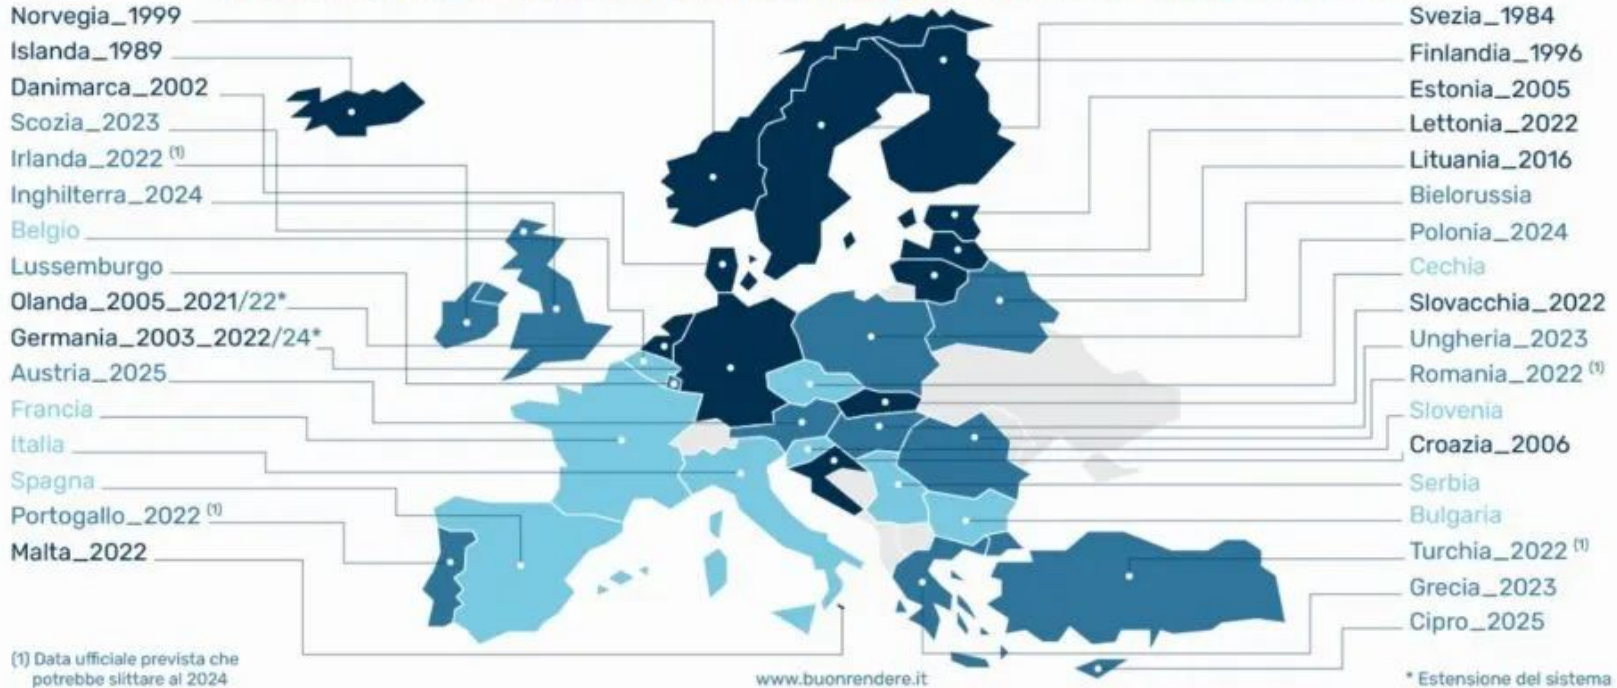 Norvegia_1999
Islanda_1989
Danimarca_2002
Scozia_2023
Irlanda_2022 (1)
Inghilterra_2024
Belgio
Lussemburgo
Olanda_2005_2021/22*
Germania_2003_2022/24*
Austria_2025
Francia
Italia
Spagna
Portogallo_2022 (1)
Malta_2022
Svezia_1984
Finlandia_1996
Estonia_2005
Lettonia_2022
Lituania_2016
Bielorussia
Polonia_2024
Cechia
Slovacchia_2022
Ungheria_2023
Romania_2022 (1)
Slovenia
Croazia_2006
Serbia
Bulgaria
Turchia_2022 (1)
Grecia_2023
Cipro_2025
(1) Data ufficiale prevista che
potrebbe slittare al 2024
www.buonrendere.it
* Estensione del sistema